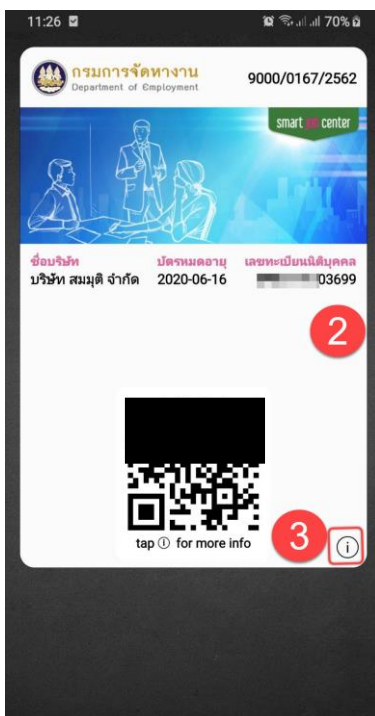 11:26 70%
กรมการจัดหางาน
Department of Employment
9000/0167/2562
smart job center
ชื่อบริษัท บัตรหมดอายุ เลขทะเบียนนิติบุคคล
บริษัท สมมุติ จำกัด 2020-06-16 03699
2
tap ⓘ for more info
3